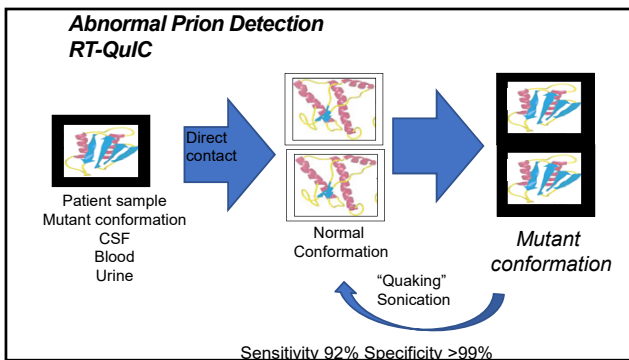 Abnormal Prion Detection
RT-QuIC
Direct
contact
Patient sample
Mutant conformation
CSF
Blood
Urine
Normal
Conformation
Mutant
conformation
“Quaking”
Sonication
Sensitivity 92% Specificity >99%